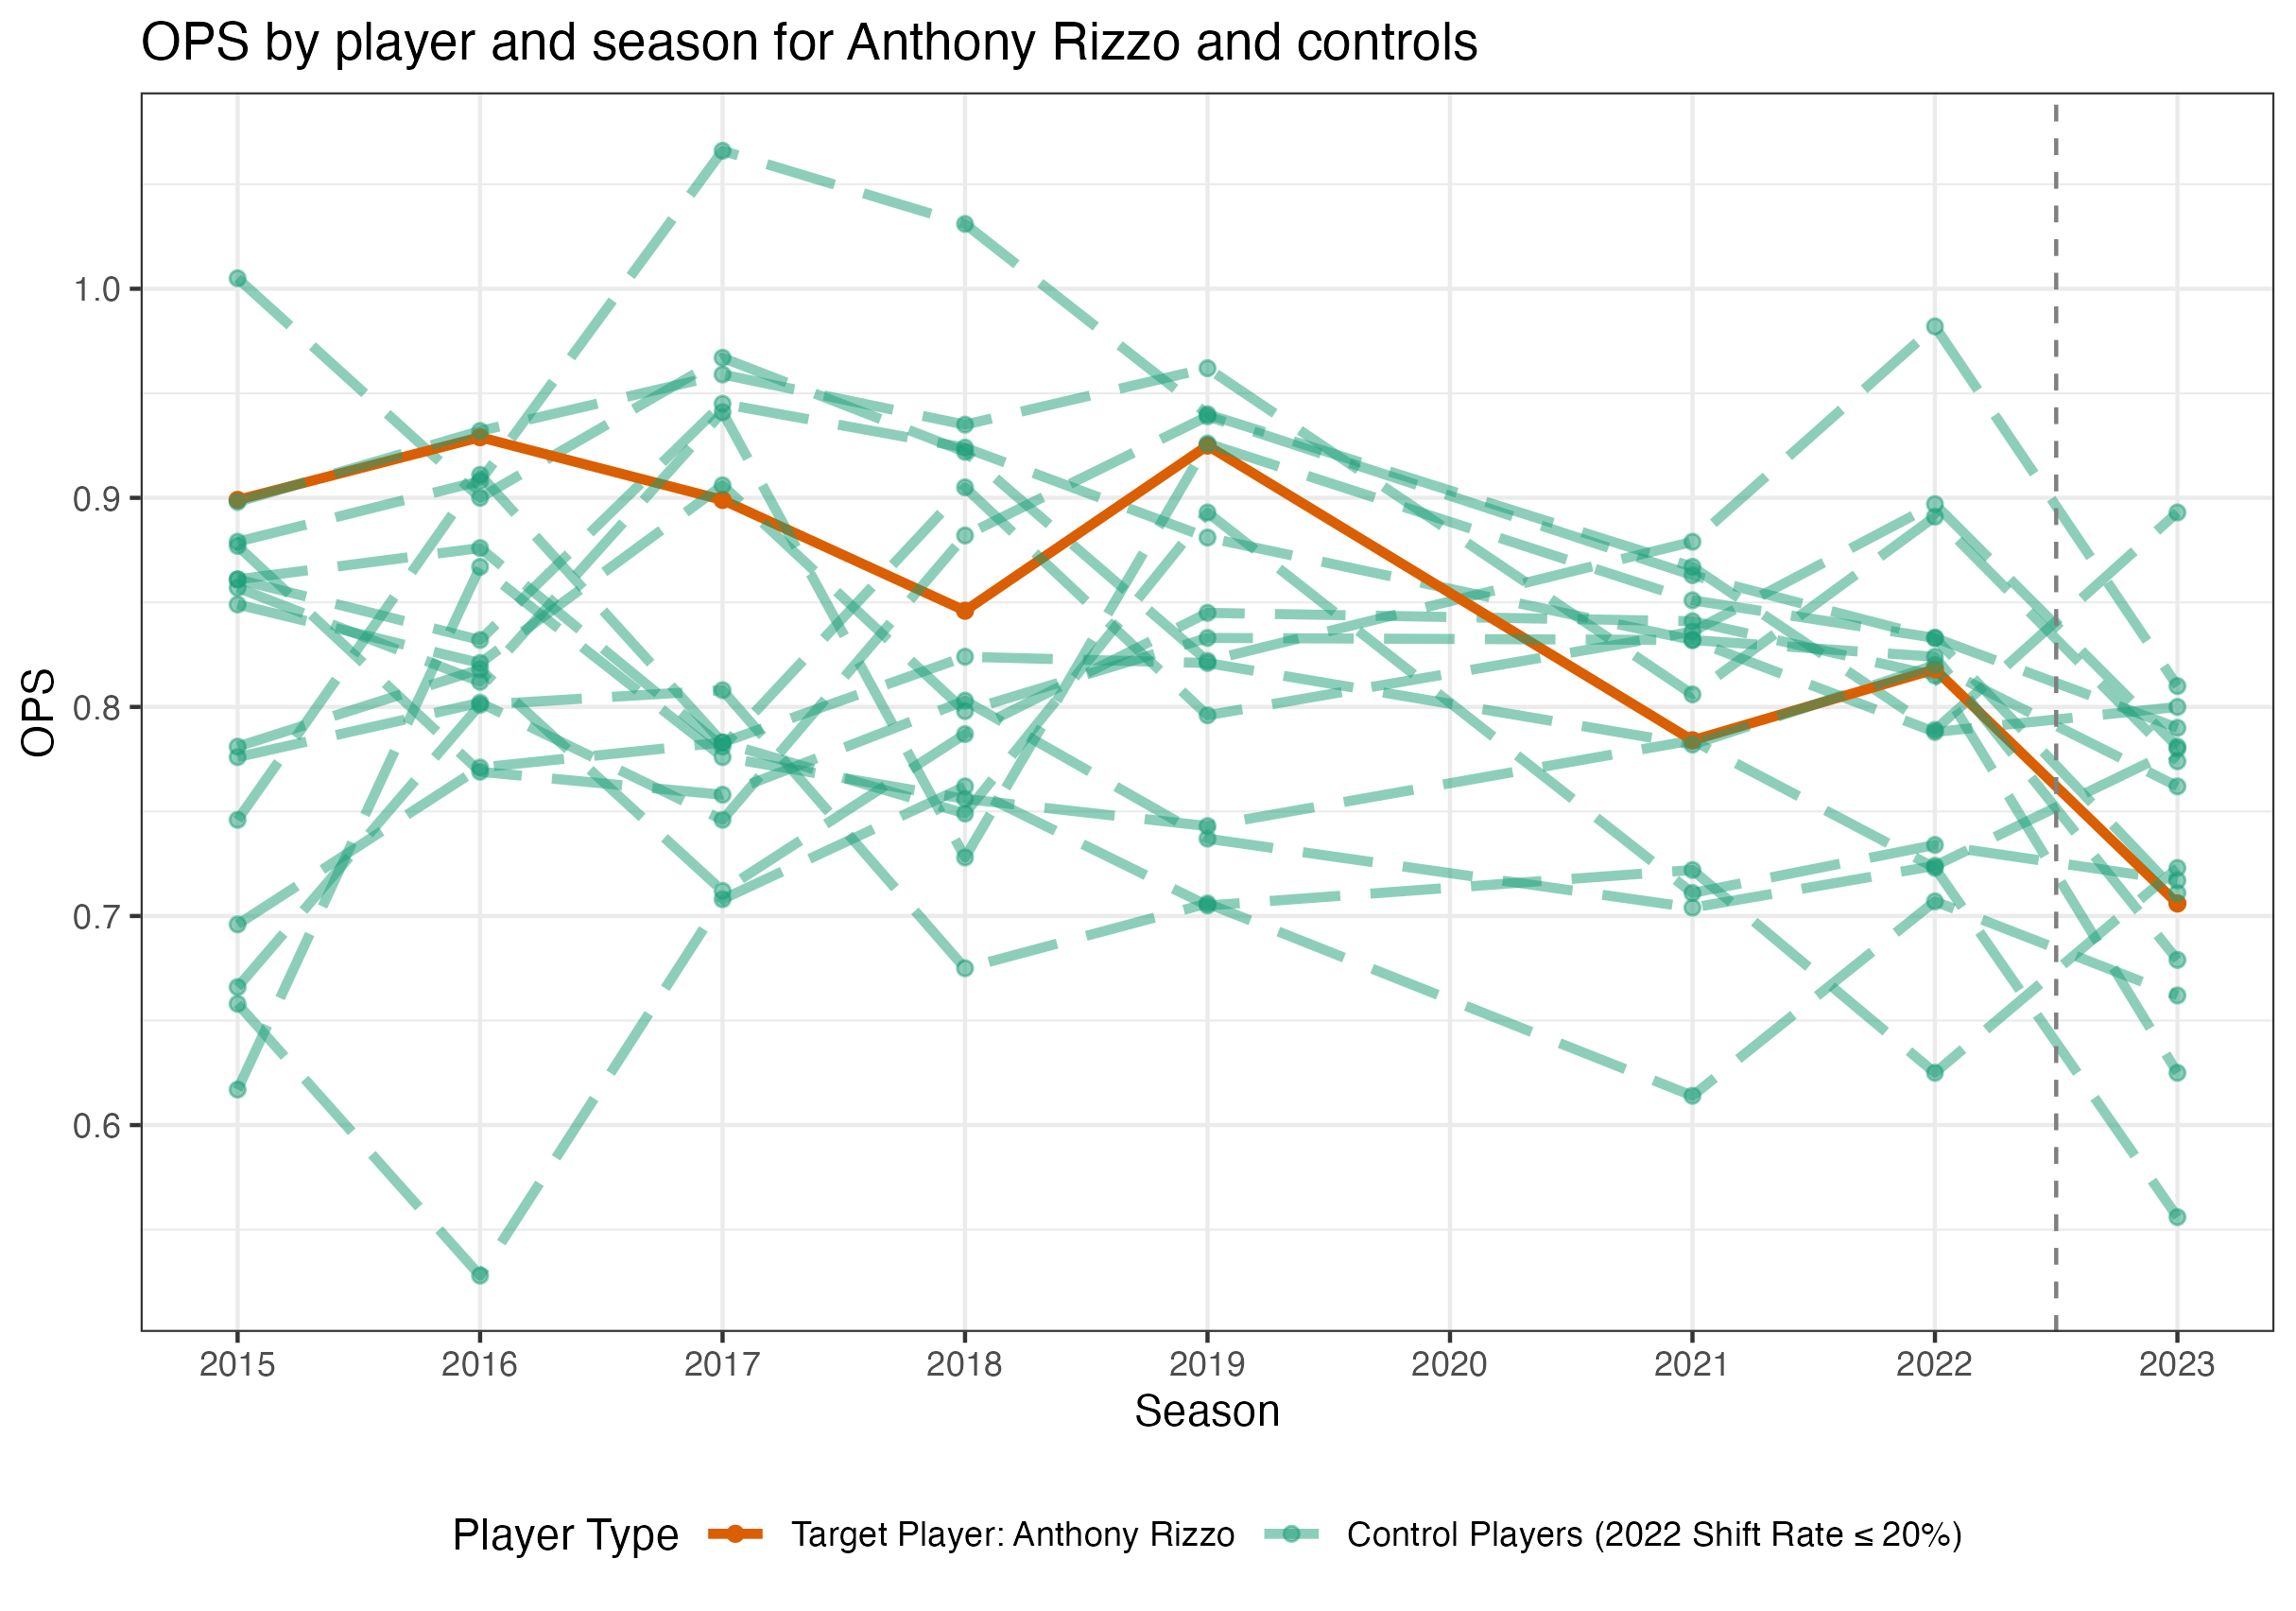 OPS by player and season for Anthony Rizzo and controls
OPS
1.0
0.9
0.8
0.7
0.6
2015 2016 2017 2018 2019 2020 2021 2022 2023
Season
Player Type Target Player: Anthony Rizzo Control Players (2022 Shift Rate ≤ 20%)